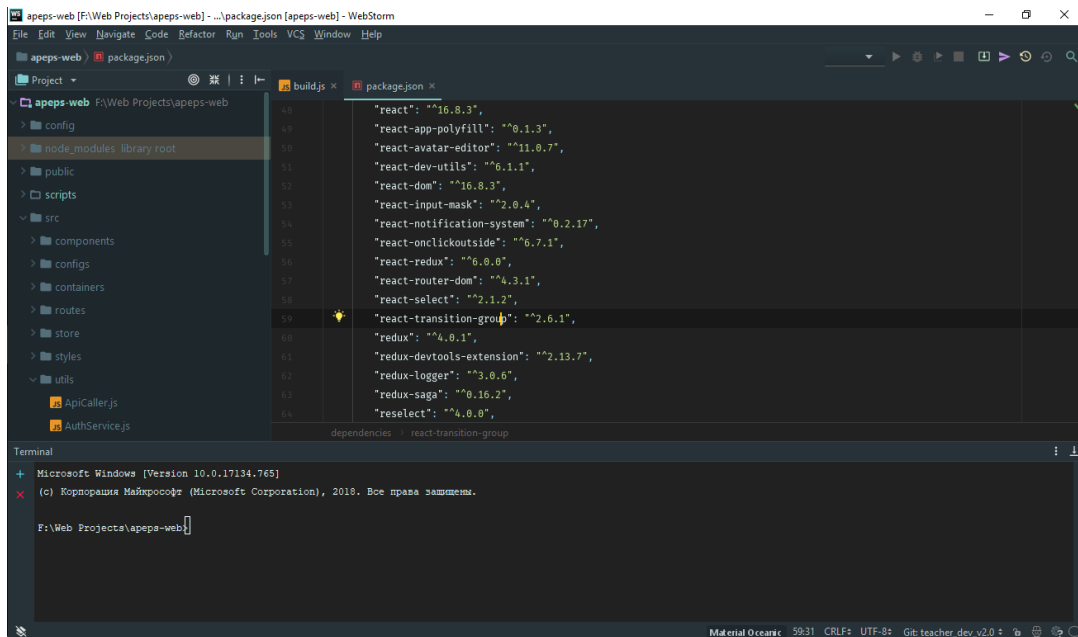 WS apeps-web [F:\Web Projects\apeps-web] - ...\package.json [apeps-web] - WebStorm
File Edit View Navigate Code Refactor Run Tools VCS Window Help
apeps-web package.json
Project
build.js × package.json ×
apeps-web F:\Web Projects\apeps-web
config
node_modules library root
public
scripts
src
components
configs
containers
routes
store
styles
utils
JS ApiCaller.js
JS AuthService.js
48 "react": "^16.8.3",
49 "react-app-polyfill": "^0.1.3",
50 "react-avatar-editor": "^11.0.7",
51 "react-dev-utils": "^6.1.1",
52 "react-dom": "^16.8.3",
53 "react-input-mask": "^2.0.4",
54 "react-notification-system": "^0.2.17",
55 "react-onclickoutside": "^6.7.1",
56 "react-redux": "^6.0.0",
57 "react-router-dom": "^4.3.1",
58 "react-select": "^2.1.2",
59 "react-transition-group": "^2.6.1",
60 "redux": "^4.0.1",
61 "redux-devtools-extension": "^2.13.7",
62 "redux-logger": "^3.0.6",
63 "redux-saga": "^0.16.2",
64 "reselect": "^4.0.0",
dependencies › react-transition-group
Terminal
Microsoft Windows [Version 10.0.17134.765]
(c) Корпорация Майкрософт (Microsoft Corporation), 2018. Все права защищены.
F:\Web Projects\apeps-web>
Material Oceanic 59:31 CRLF UTF-8 Git: teacher_dev_v2.0